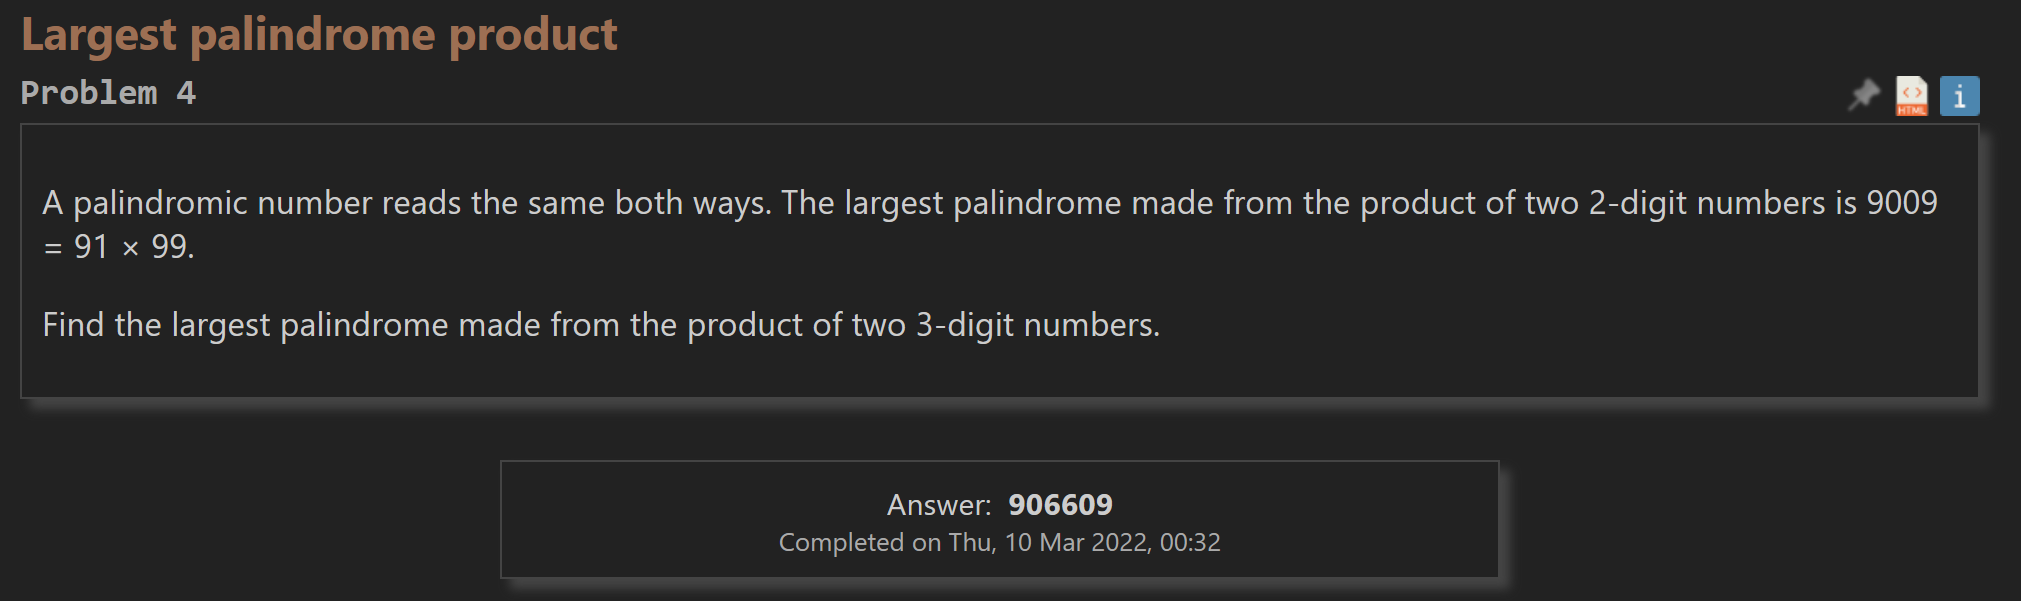 Largest palindrome product
Problem 4
HTML
i
A palindromic number reads the same both ways. The largest palindrome made from the product of two 2-digit numbers is 9009
= 91 × 99.
Find the largest palindrome made from the product of two 3-digit numbers.
Answer: 906609
Completed on Thu, 10 Mar 2022, 00:32